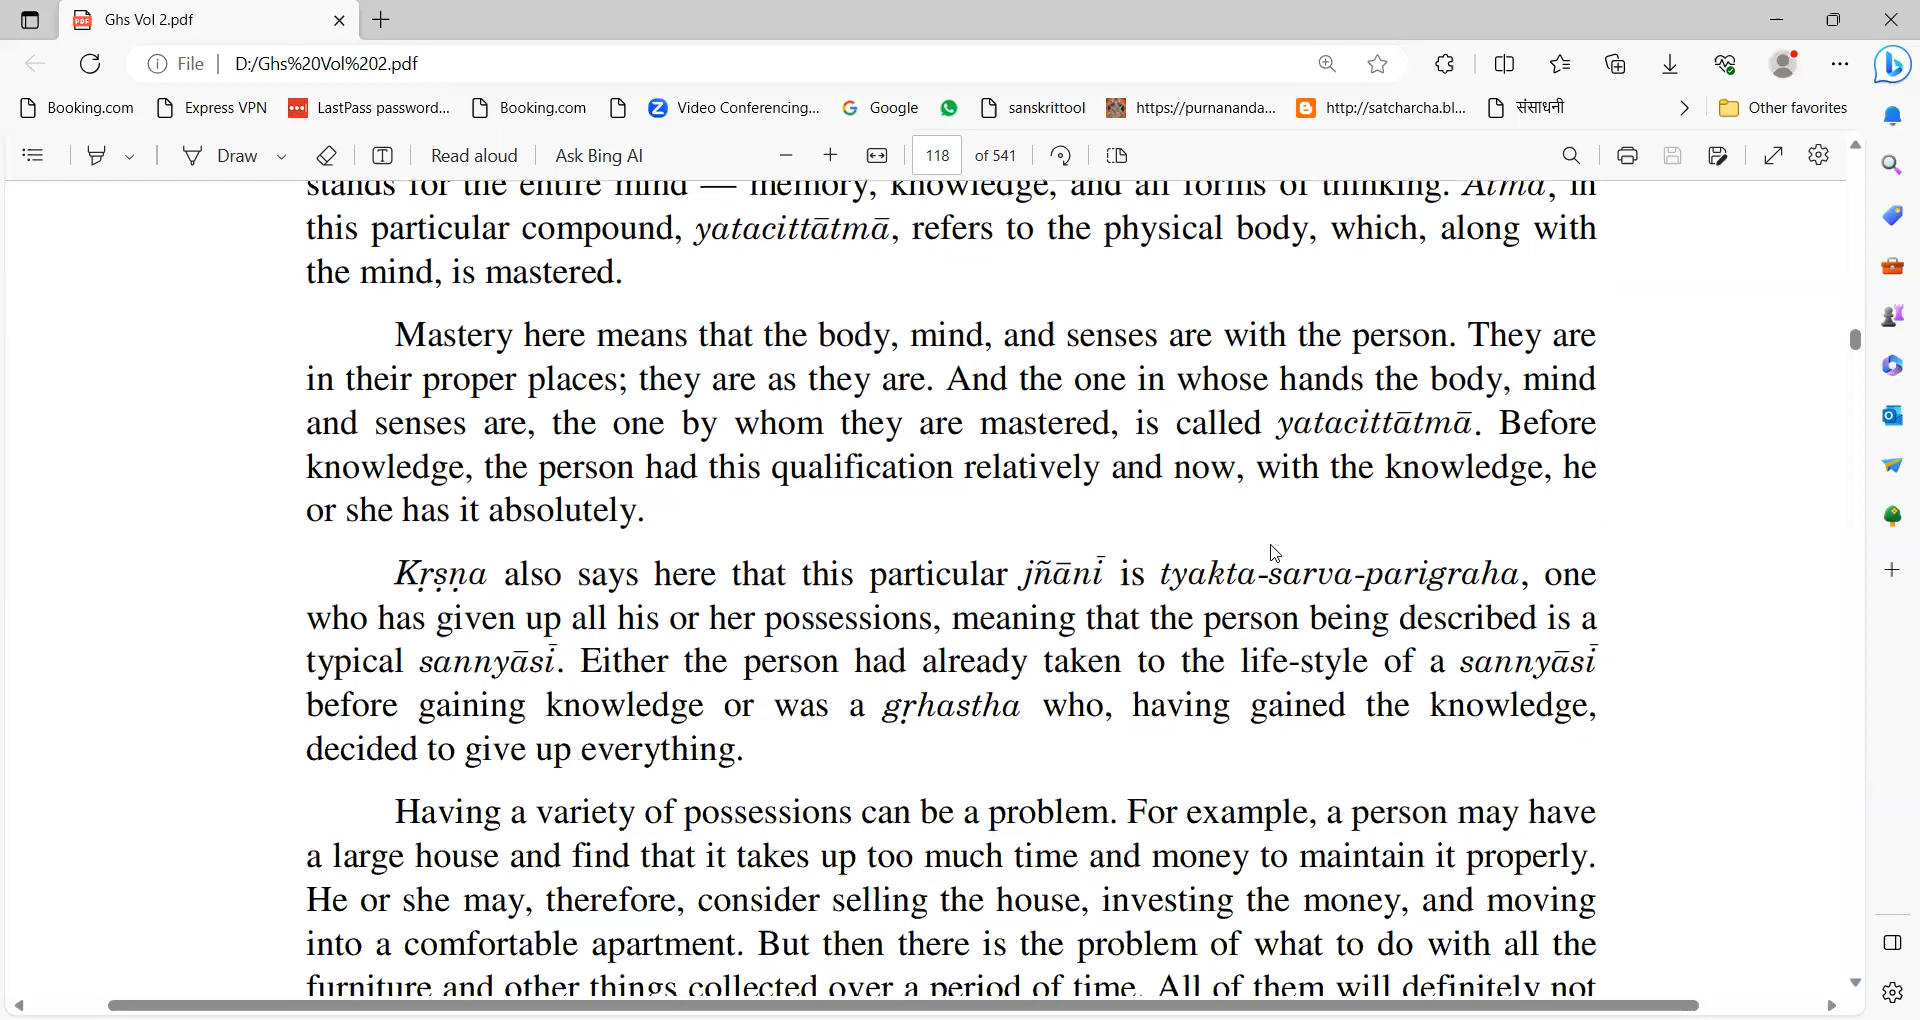 Ghs Vol 2.pdf
File | D:/Ghs%20Vol%202.pdf
Booking.com Express VPN LastPass password... Booking.com Video Conferencing... Google sanskrittool https://purnananda... http://satcharcha.bl... संसाधनी Other favorites
Draw Read aloud Ask Bing AI 118 of 541
stands for the entire mind — memory, knowledge, and all forms of thinking. Ātmā, in
this particular compound, yatacittātmā, refers to the physical body, which, along with
the mind, is mastered.
Mastery here means that the body, mind, and senses are with the person. They are
in their proper places; they are as they are. And the one in whose hands the body, mind
and senses are, the one by whom they are mastered, is called yatacittātmā. Before
knowledge, the person had this qualification relatively and now, with the knowledge, he
or she has it absolutely.
Kṛṣṇa also says here that this particular jñānī is tyakta-sarva-parigraha, one
who has given up all his or her possessions, meaning that the person being described is a
typical sannyāsī. Either the person had already taken to the life-style of a sannyāsī
before gaining knowledge or was a gṛhastha who, having gained the knowledge,
decided to give up everything.
Having a variety of possessions can be a problem. For example, a person may have
a large house and find that it takes up too much time and money to maintain it properly.
He or she may, therefore, consider selling the house, investing the money, and moving
into a comfortable apartment. But then there is the problem of what to do with all the
furniture and other things collected over a period of time. All of them will definitely not